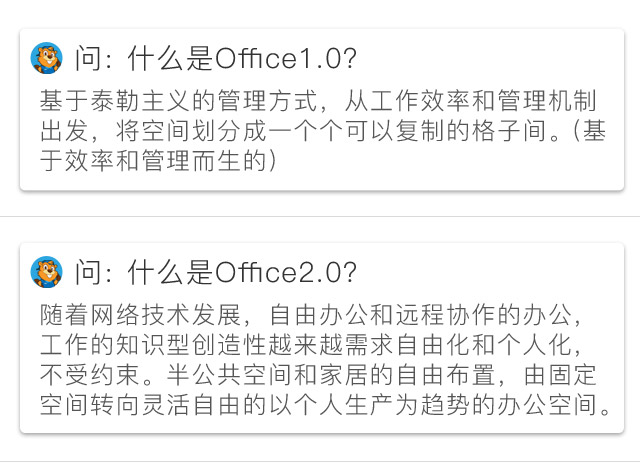 问：什么是Office1.0?
基于泰勒主义的管理方式，从工作效率和管理机制
出发，将空间划分成一个个可以复制的格子间。（基
于效率和管理而生的）
问：什么是Office2.0?
随着网络技术发展，自由办公和远程协作的办公，
工作的知识型创造性越来越需求自由化和个人化，
不受约束。半公共空间和家居的自由布置，由固定
空间转向灵活自由的以个人生产为趋势的办公空间。